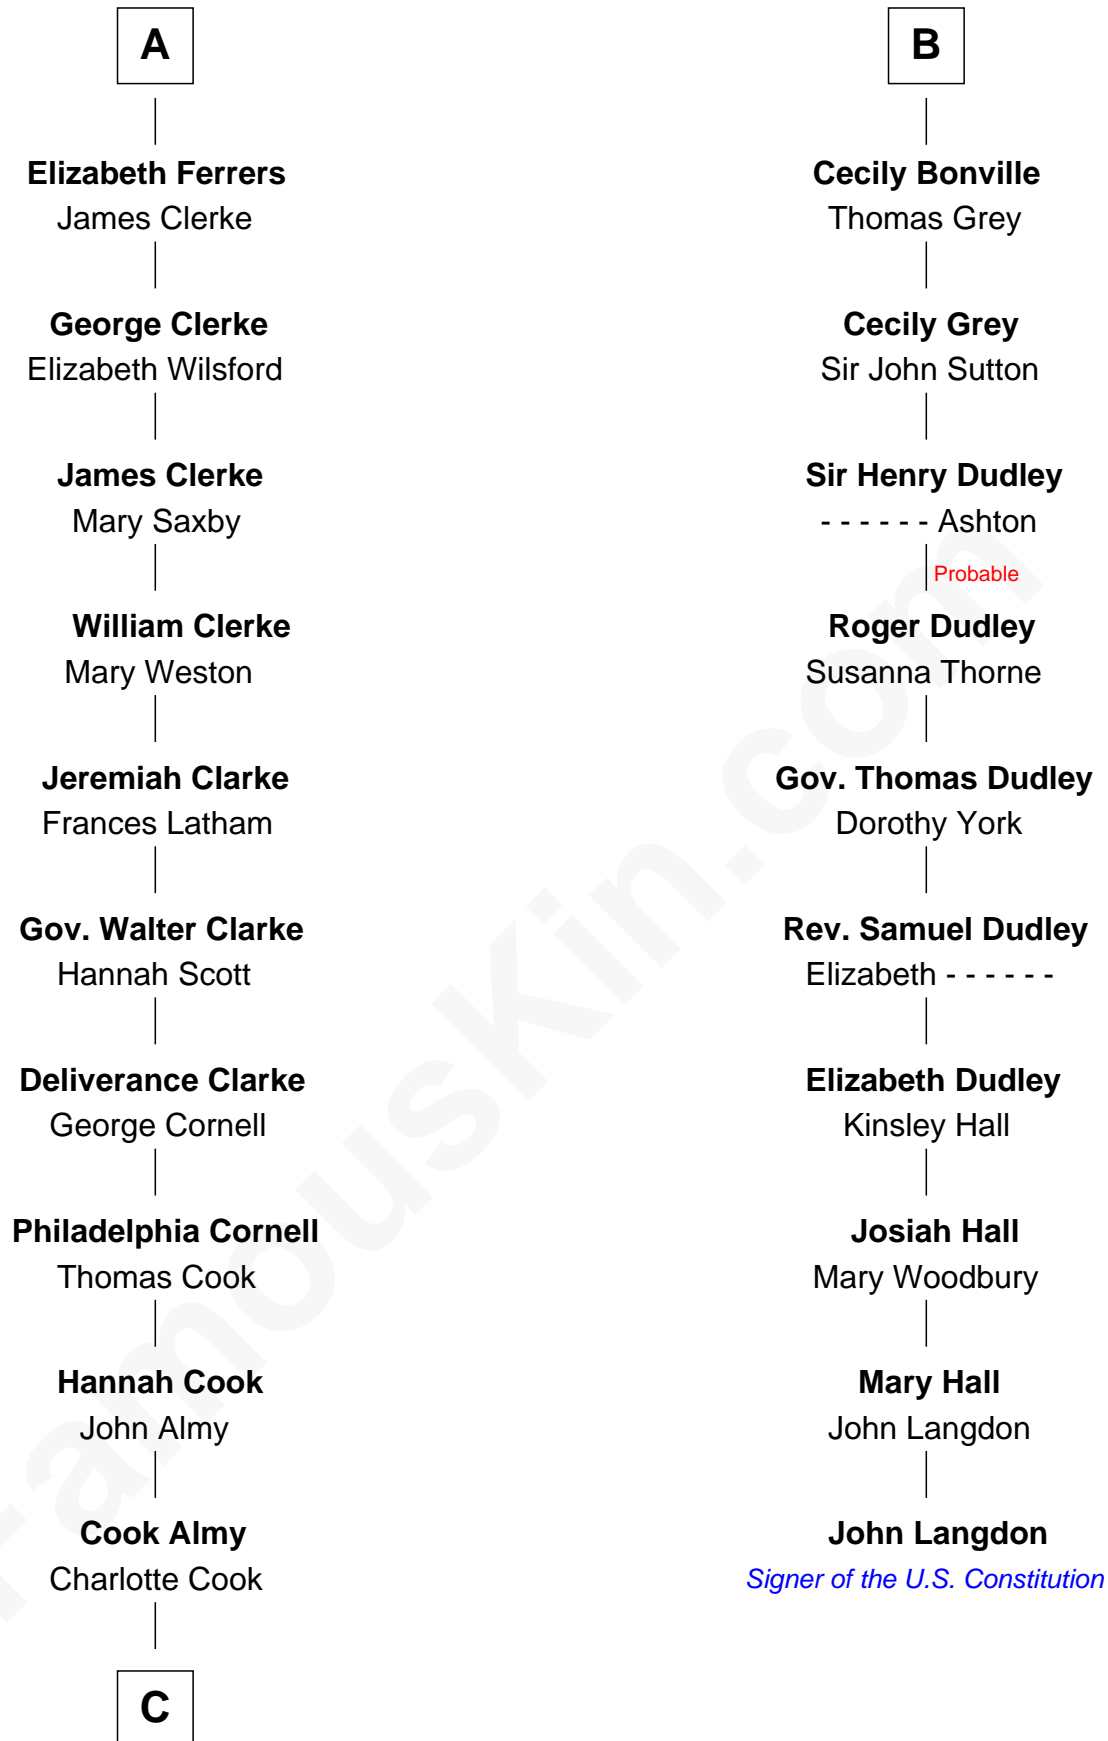 A
Elizabeth Ferrers
James Clerke
George Clerke
Elizabeth Wilsford
James Clerke
Mary Saxby
William Clerke
Mary Weston
Jeremiah Clarke
Frances Latham
Gov. Walter Clarke
Hannah Scott
Deliverance Clarke
George Cornell
Philadelphia Cornell
Thomas Cook
Hannah Cook
John Almy
Cook Almy
Charlotte Cook
C
B
Cecily Bonville
Thomas Grey
Cecily Grey
Sir John Sutton
Sir Henry Dudley
- - - - - - Ashton
Probable
Roger Dudley
Susanna Thorne
Gov. Thomas Dudley
Dorothy York
Rev. Samuel Dudley
Elizabeth - - - - - -
Elizabeth Dudley
Kinsley Hall
Josiah Hall
Mary Woodbury
Mary Hall
John Langdon
John Langdon
Signer of the U.S. Constitution
FamousKin.com